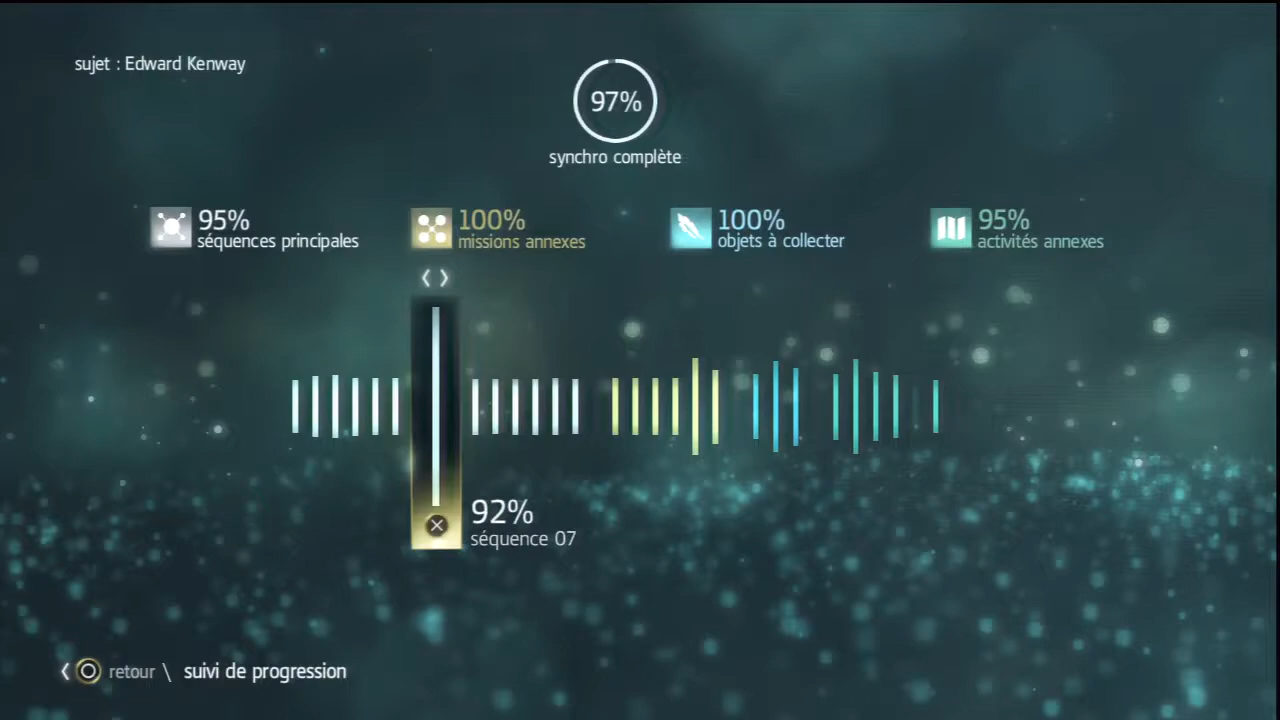 sujet : Edward Kenway
97%
synchro complète
95%
séquences principales
100%
missions annexes
100%
objets à collecter
95%
activités annexes
92%
séquence 07
retour \ suivi de progression